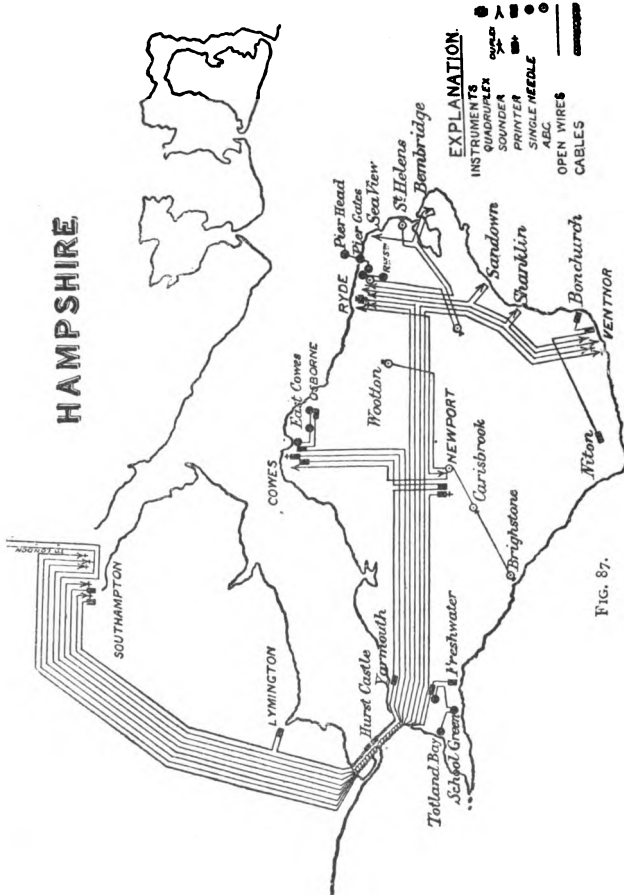 HAMPSHIRE.
EXPLANATION.
INSTRUMENTS
QUADRUPLEX
SOUNDER
DUPLEX
PRINTER
SINGLE NEEDLE
A.B.C.
OPEN WIRES
CABLES
TO LONDON
SOUTHAMPTON
LYMINGTON
Hurst Castle
Yarmouth
Freshwater
Totland Bay
School Green
COWES
East Cowes
OSBORNE
Wootton
NEWPORT
Carisbrook
Brighstone
RYDE
Pier Head
Pier Gates
Sea View
St. Helens
Bembridge
Sandown
Shanklin
Bonchurch
VENTNOR
Niton
FIG. 87.